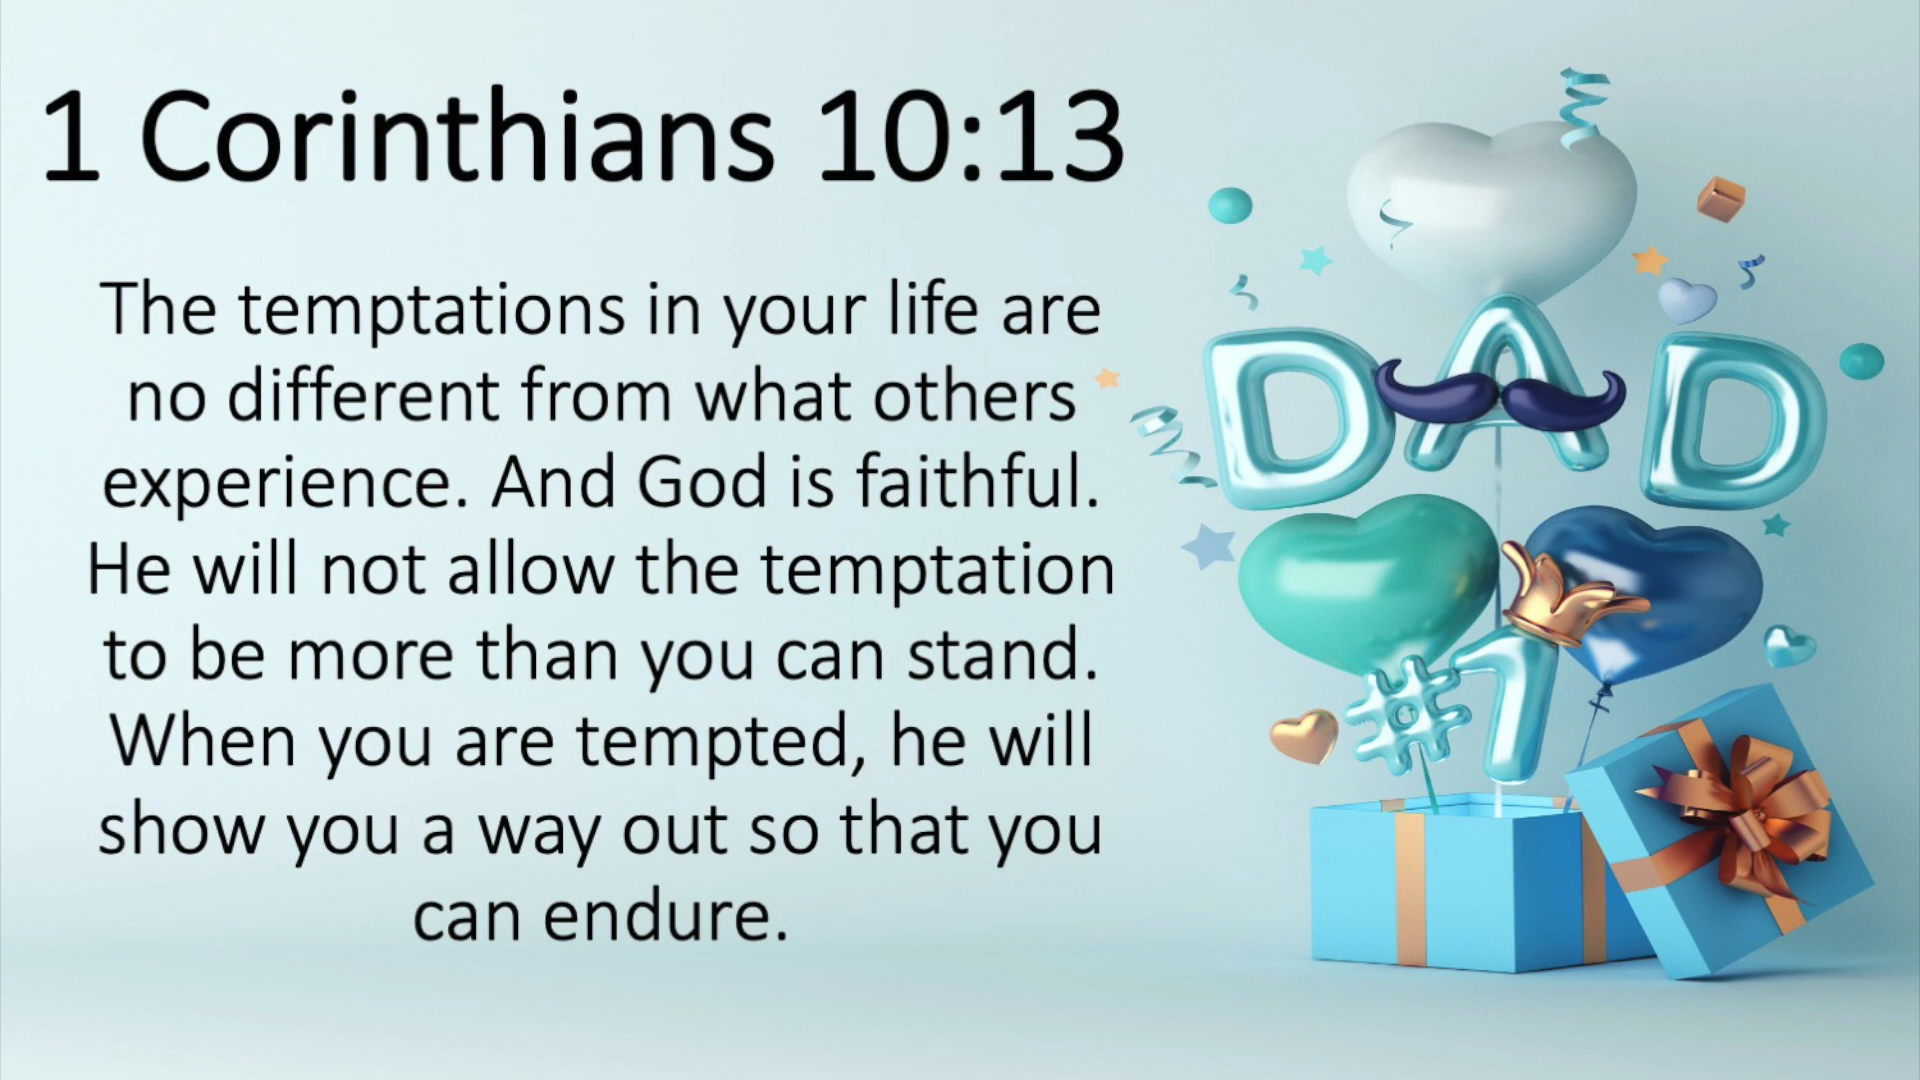 1 Corinthians 10:13
The temptations in your life are
no different from what others
experience. And God is faithful.
He will not allow the temptation
to be more than you can stand.
When you are tempted, he will
show you a way out so that you
can endure.
DAD
#1